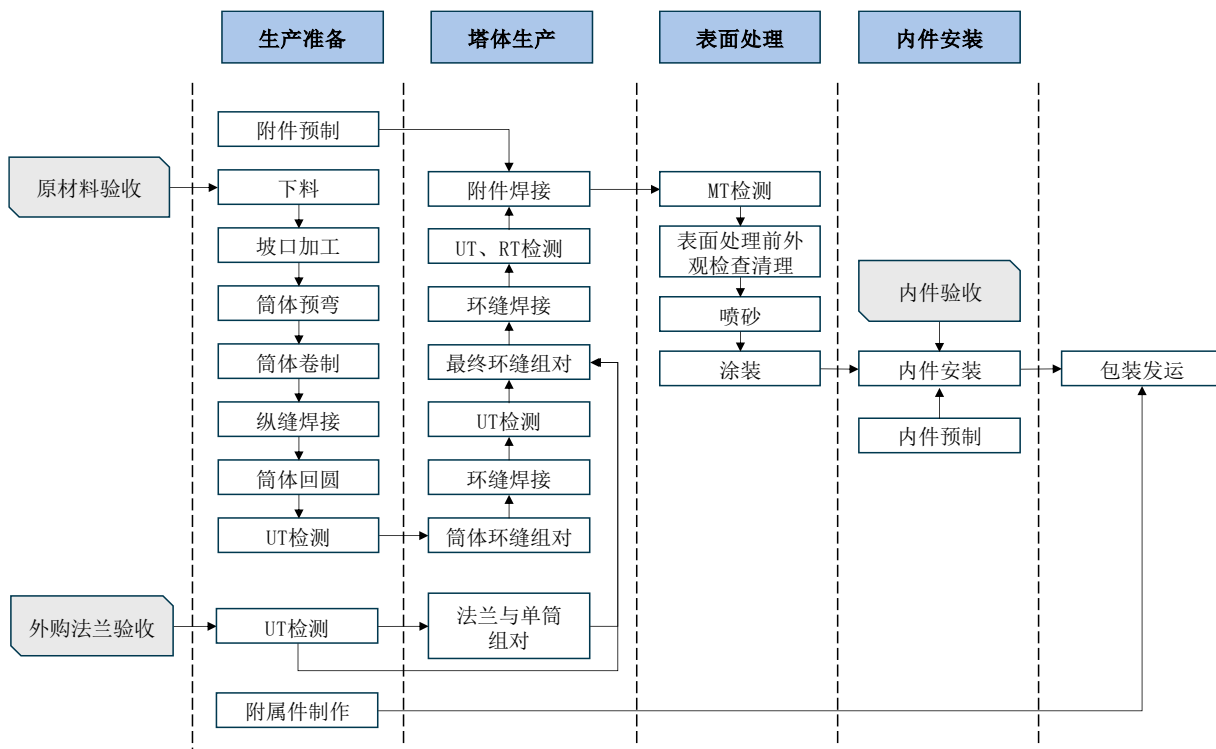 生产准备
塔体生产
表面处理
内件安装
附件预制
原材料验收
下料
坡口加工
筒体预弯
筒体卷制
纵缝焊接
筒体回圆
UT检测
外购法兰验收
UT检测
附属件制作
附件焊接
UT、RT检测
环缝焊接
最终环缝组对
UT检测
环缝焊接
筒体环缝组对
法兰与单筒
组对
MT检测
表面处理前外
观检查清理
喷砂
涂装
内件验收
内件安装
内件预制
包装发运